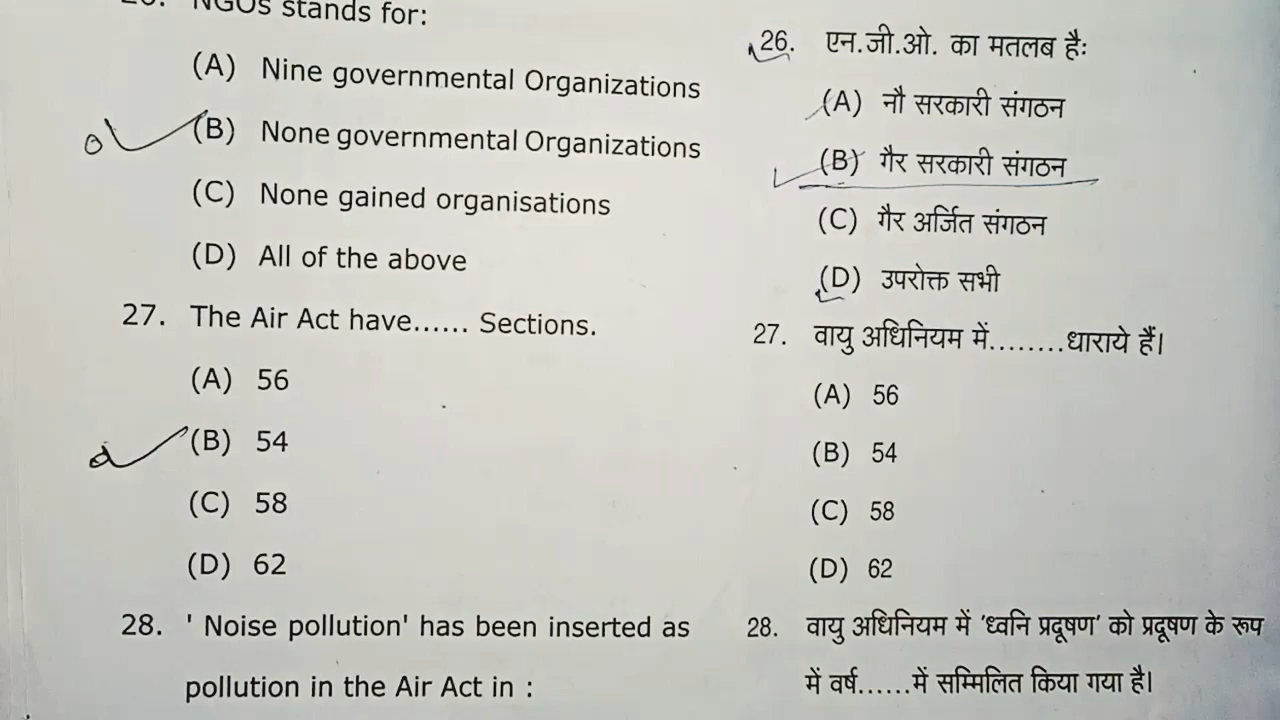 NGOs stands for:
(A) Nine governmental Organizations
(B) None governmental Organizations
(C) None gained organisations
(D) All of the above
27. The Air Act have...... Sections.
(A) 56
(B) 54
(C) 58
(D) 62
28. ' Noise pollution' has been inserted as
pollution in the Air Act in :
26. एन.जी.ओ. का मतलब हैः
(A) नौ सरकारी संगठन
(B) गैर सरकारी संगठन
(C) गैर अर्जित संगठन
(D) उपरोक्त सभी
27. वायु अधिनियम में........धाराये हैं।
(A) 56
(B) 54
(C) 58
(D) 62
28. वायु अधिनियम में 'ध्वनि प्रदूषण' को प्रदूषण के रूप
में वर्ष......में सम्मिलित किया गया है।